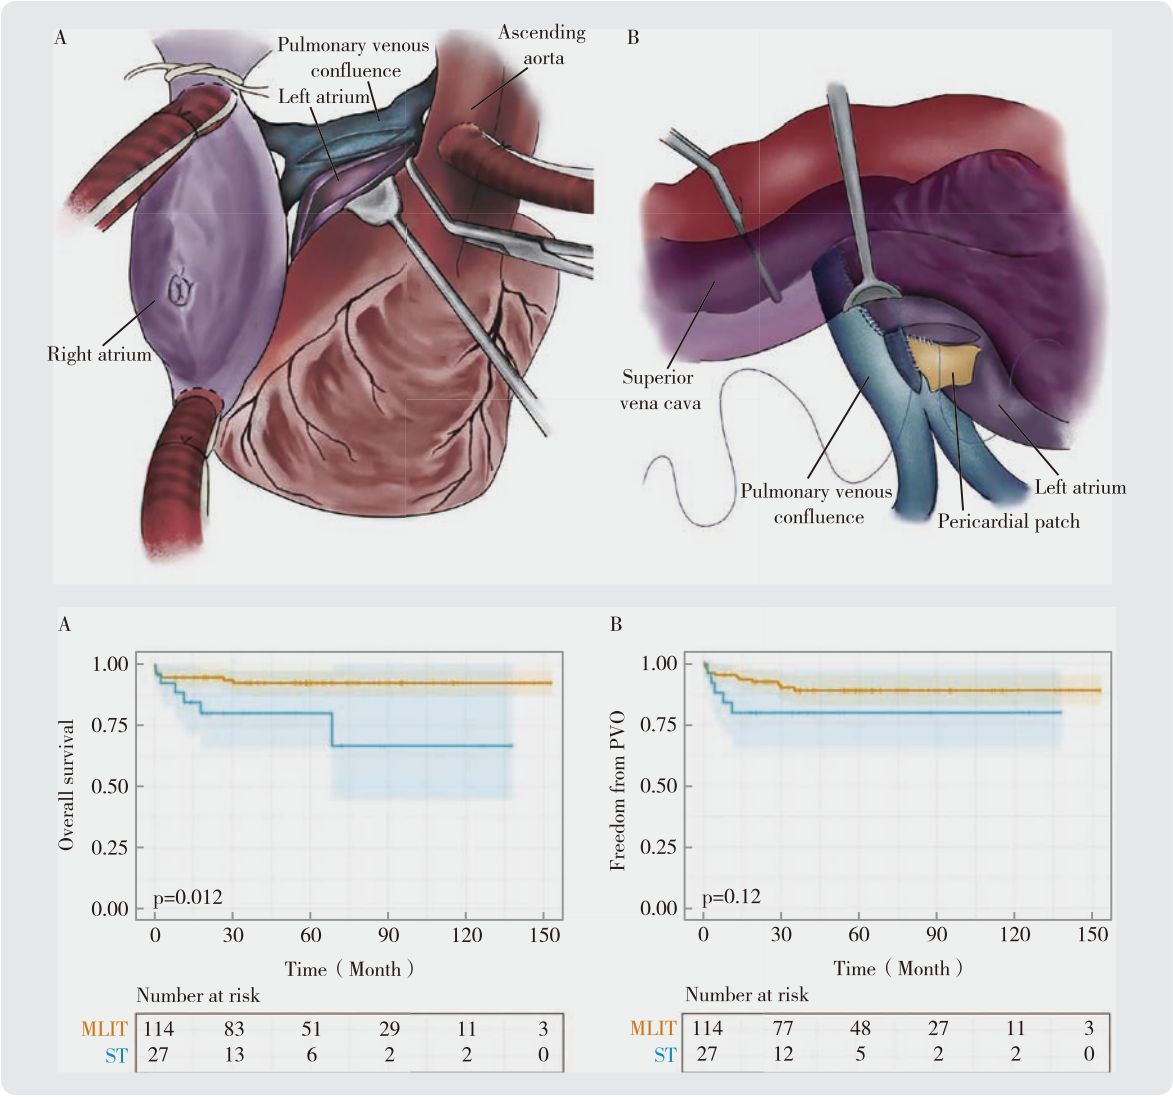 A
Pulmonary venous
confluence
Left atrium
Ascending
aorta
Right atrium
B
Superior
vena cava
Pulmonary venous
confluence
Left atrium
Pericardial patch
A
Overall survival
1.00
0.75
0.50
0.25
0.00
p=0.012
0 30 60 90 120 150
Time ( Month )
Number at risk
MLIT 114 83 51 29 11 3
ST 27 13 6 2 2 0
B
Freedom from PVO
1.00
0.75
0.50
0.25
0.00
p=0.12
0 30 60 90 120 150
Time ( Month )
Number at risk
MLIT 114 77 48 27 11 3
ST 27 12 5 2 2 0